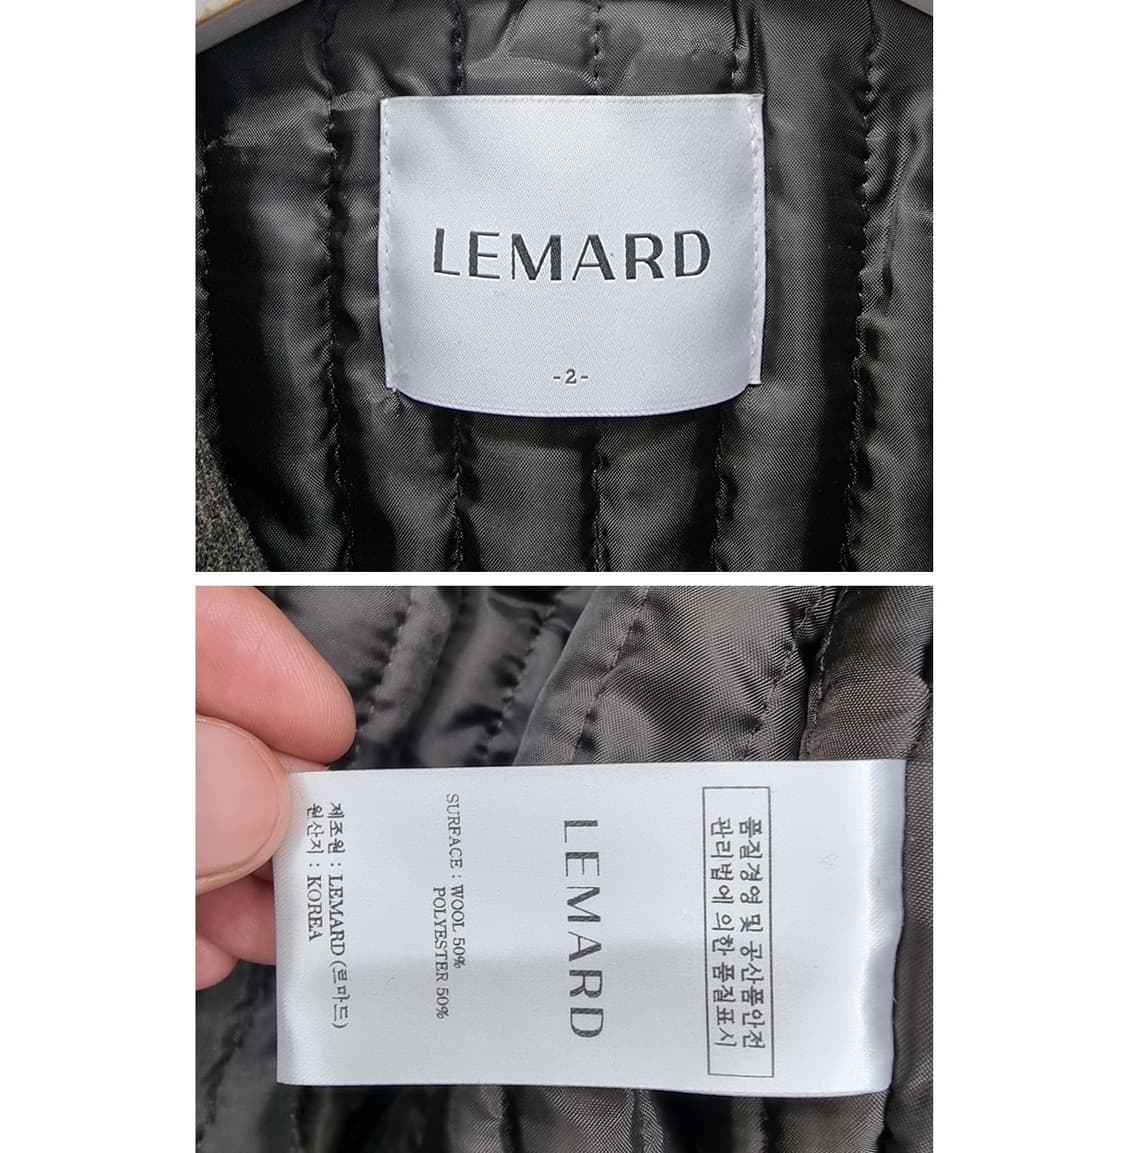 LEMARD
-2-
품질경영 및 공산품안전
관리법에 의한 품질표시
LEMARD
SURFACE : WOOL 50%
POLYESTER 50%
제조원 : LEMARD (르마드)
원산지 : KOREA